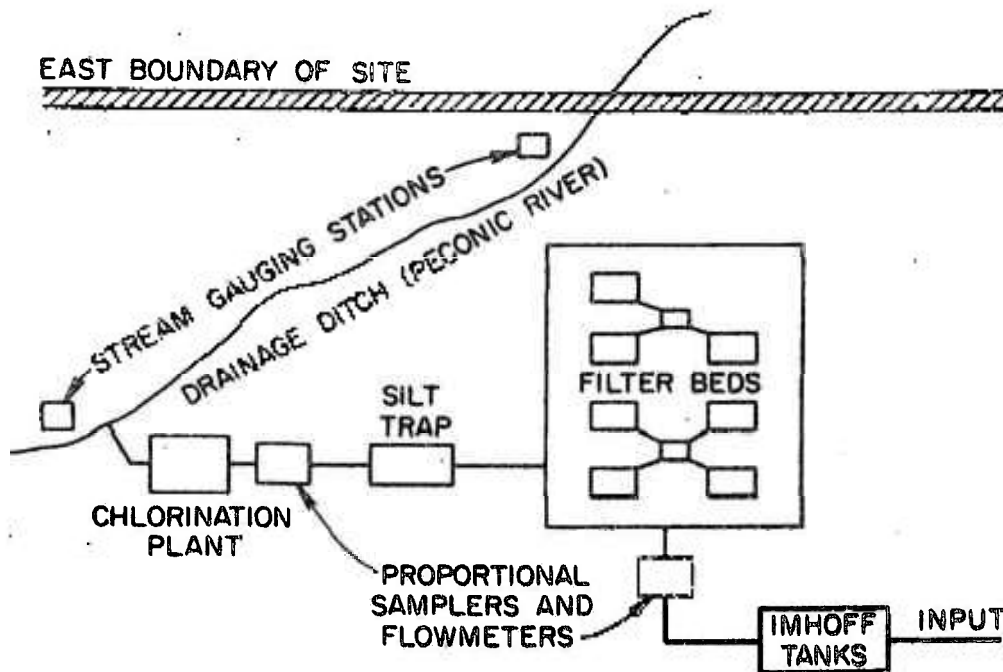 EAST BOUNDARY OF SITE
STREAM GAUGING STATIONS
DRAINAGE DITCH (PECONIC RIVER)
FILTER BEDS
SILT
TRAP
CHLORINATION
PLANT
PROPORTIONAL
SAMPLERS AND
FLOWMETERS
IMHOFF
TANKS
INPUT